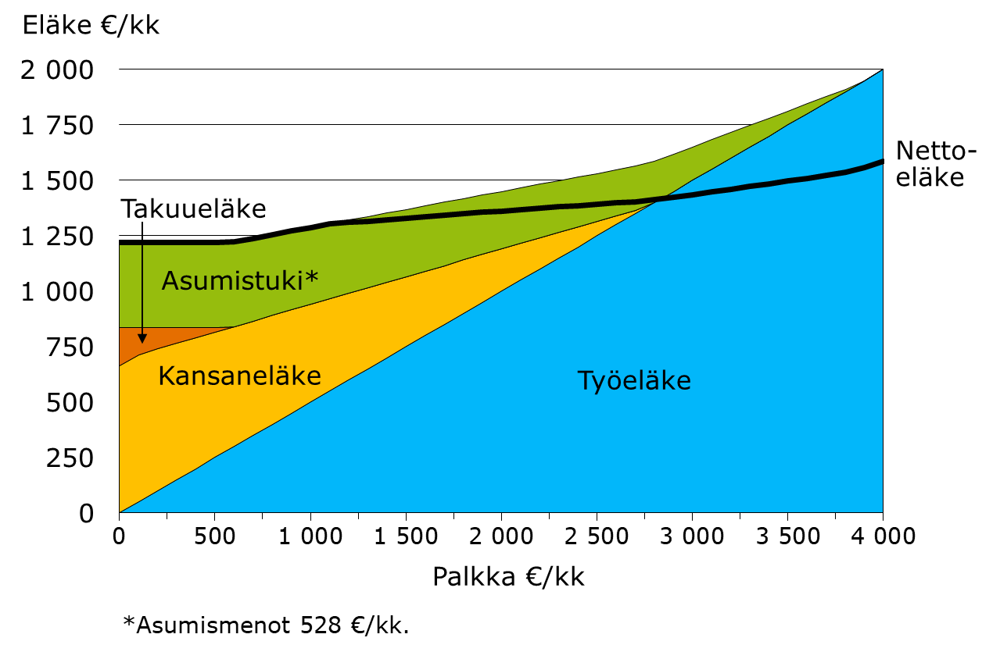 Eläke €/kk
2 000
1 750
1 500
1 250
1 000
750
500
250
0
Takuueläke
Asumistuki*
Kansaneläke
Työeläke
Netto-
eläke
0 500 1 000 1 500 2 000 2 500 3 000 3 500 4 000
Palkka €/kk
*Asumismenot 528 €/kk.